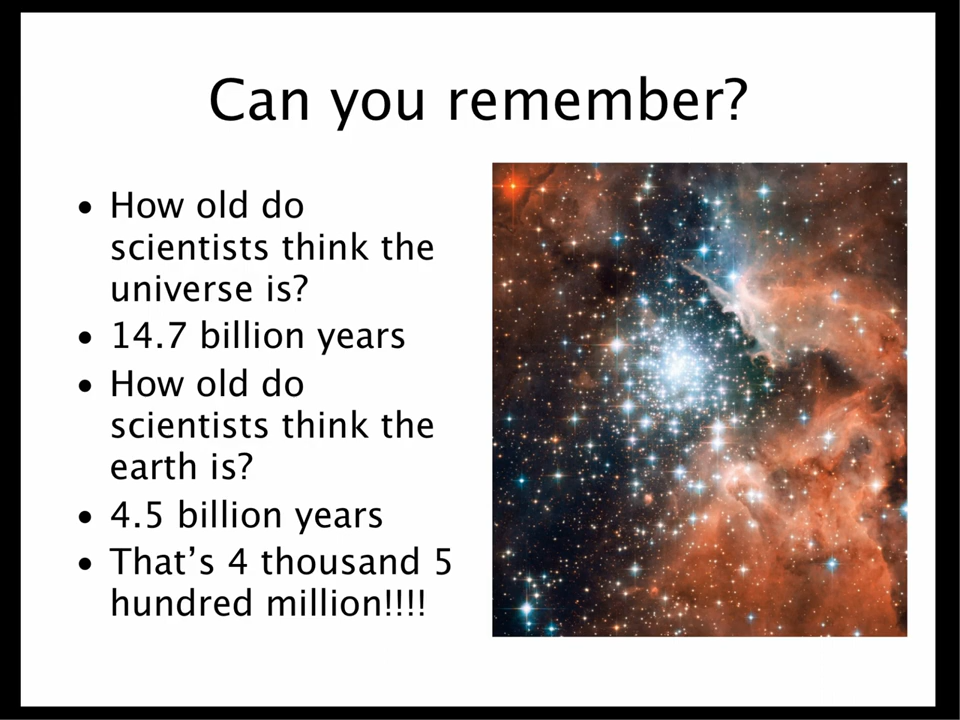 Can you remember?
• How old do
scientists think the
universe is?
• 14.7 billion years
• How old do
scientists think the
earth is?
• 4.5 billion years
• That’s 4 thousand 5
hundred million!!!!